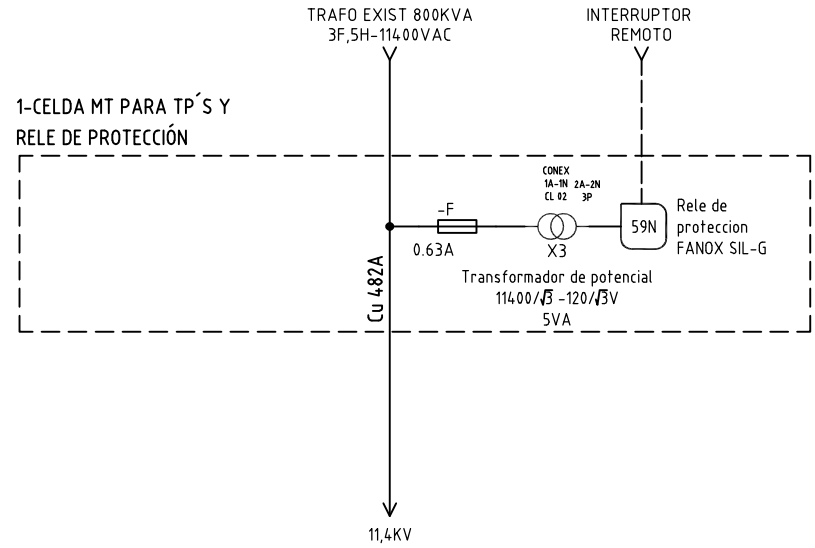 TRAFO EXIST 800KVA
3F,5H-11400VAC
INTERRUPTOR
REMOTO
1-CELDA MT PARA TP´S Y
RELE DE PROTECCIÓN
CONEX
1A-1N 2A-2N
CL 02 3P
-F
0.63A
X3
59N
Rele de
proteccion
FANOX SIL-G
Cu 482A
Transformador de potencial
11400/√3 -120/√3V
5VA
11,4KV